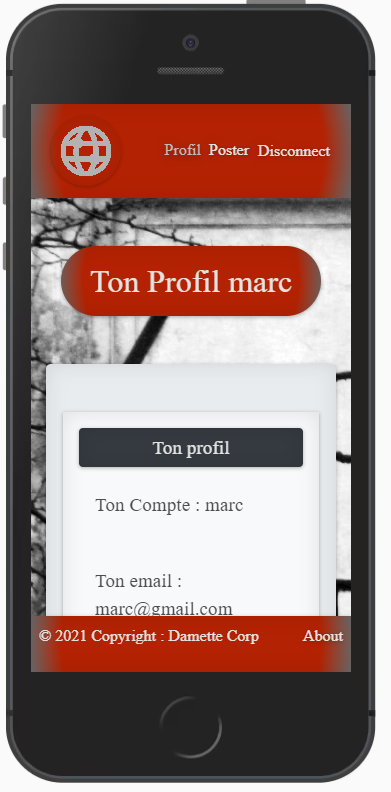 Profil Poster Disconnect
Ton Profil marc
Ton profil
Ton Compte : marc
Ton email :
marc@gmail.com
© 2021 Copyright : Damette Corp About